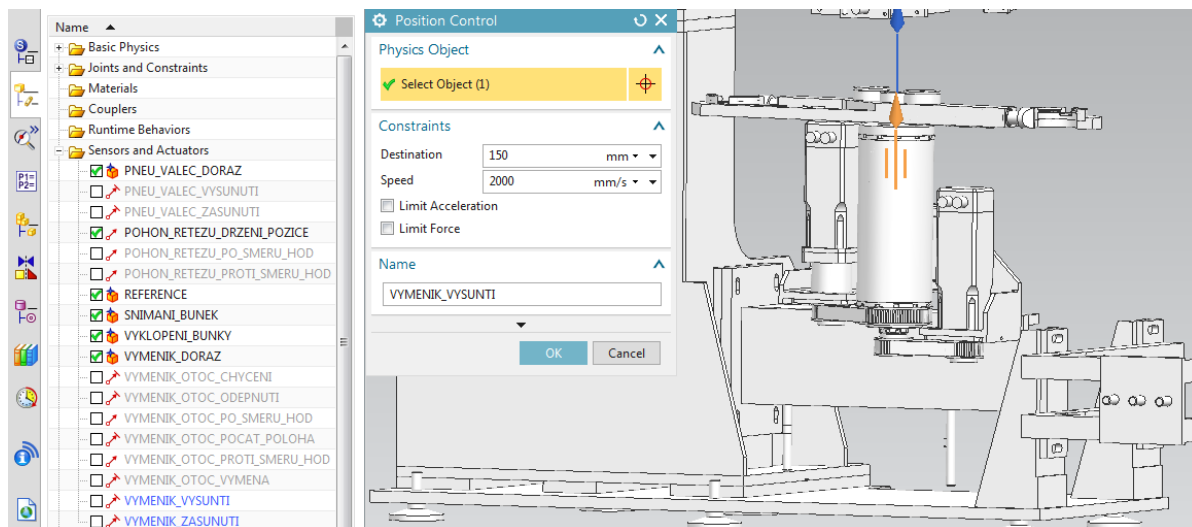 Name
Basic Physics
Joints and Constraints
Materials
Couplers
Runtime Behaviors
Sensors and Actuators
PNEU_VALEC_DORAZ
PNEU_VALEC_VYSUNUTI
PNEU_VALEC_ZASUNUTI
POHON_RETEZU_DRZENI_POZICE
POHON_RETEZU_PO_SMERU_HOD
POHON_RETEZU_PROTI_SMERU_HOD
REFERENCE
SNIMANI_BUNEK
VYKLOPENI_BUNKY
VYMENIK_DORAZ
VYMENIK_OTOC_CHYCENI
VYMENIK_OTOC_ODEPNUTI
VYMENIK_OTOC_PO_SMERU_HOD
VYMENIK_OTOC_POCAT_POLOHA
VYMENIK_OTOC_PROTI_SMERU_HOD
VYMENIK_OTOC_VYMENA
VYMENIK_VYSUNTI
VYMENIK_ZASUNUTI
P1=
P2=
Position Control
Physics Object
Select Object (1)
Constraints
Destination 150 mm
Speed 2000 mm/s
Limit Acceleration
Limit Force
Name
VYMENIK_VYSUNTI
OK Cancel